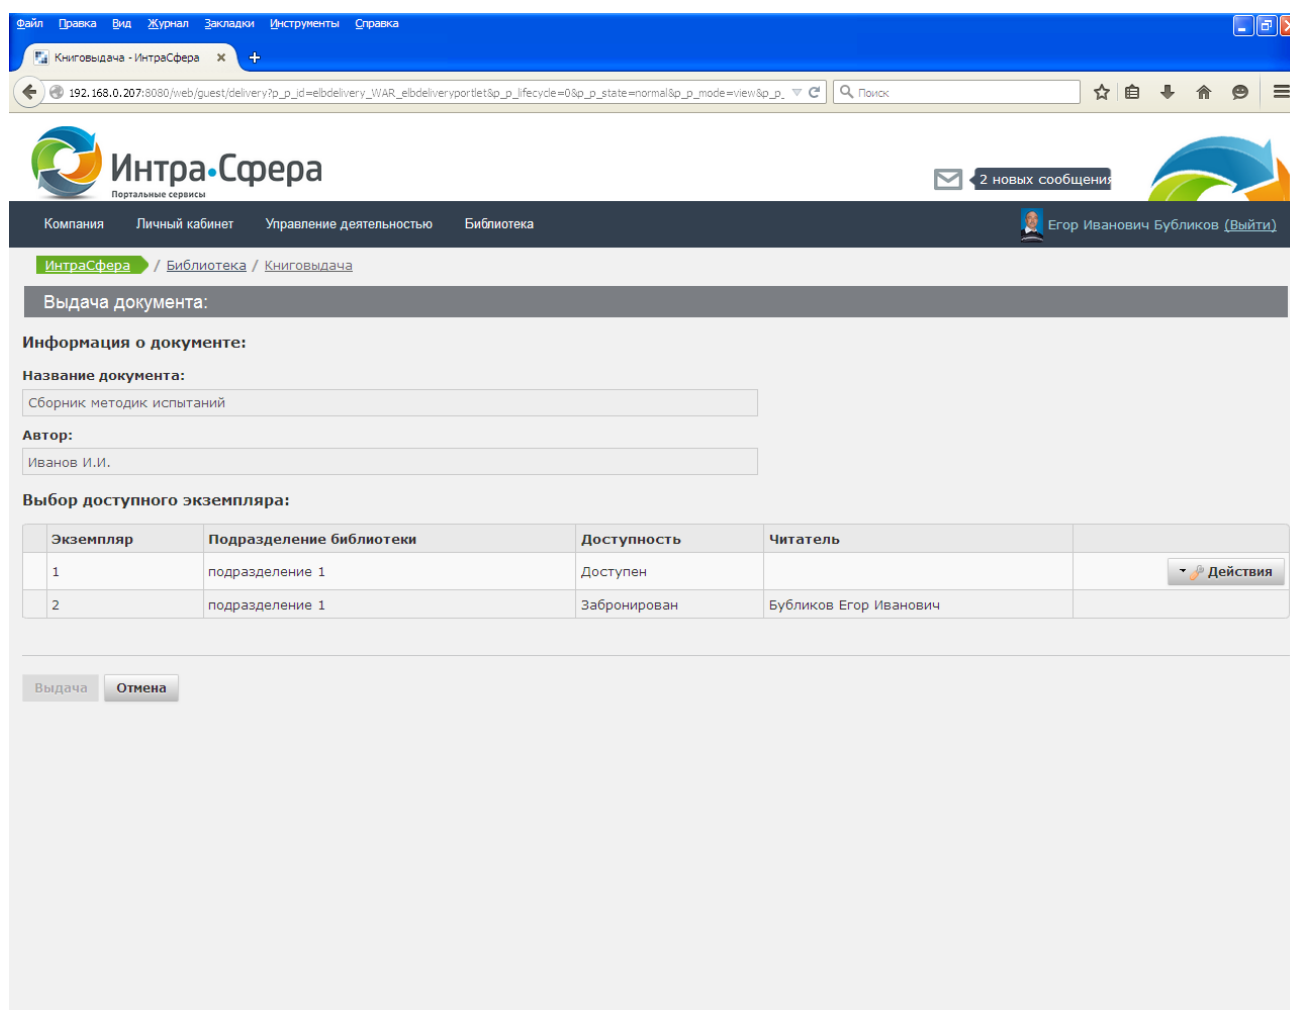 Файл Правка Вид Журнал Закладки Инструменты Справка
Книговыдача - ИнтраСфера
192.168.0.207:8080/web/guest/delivery?p_p_id=elbdelivery_WAR_elbdeliveryportlet&p_p_lifecycle=0&p_p_state=normal&p_p_mode=view&p_p_ Поиск
Интра•Сфера
Портальные сервисы
2 новых сообщения
Компания Личный кабинет Управление деятельностью Библиотека Егор Иванович Бубликов (Выйти)
ИнтраСфера / Библиотека / Книговыдача
Выдача документа:
Информация о документе:
Название документа:
Сборник методик испытаний
Автор:
Иванов И.И.
Выбор доступного экземпляра:
Экземпляр Подразделение библиотеки Доступность Читатель
1 подразделение 1 Доступен Действия
2 подразделение 1 Забронирован Бубликов Егор Иванович
Выдача Отмена